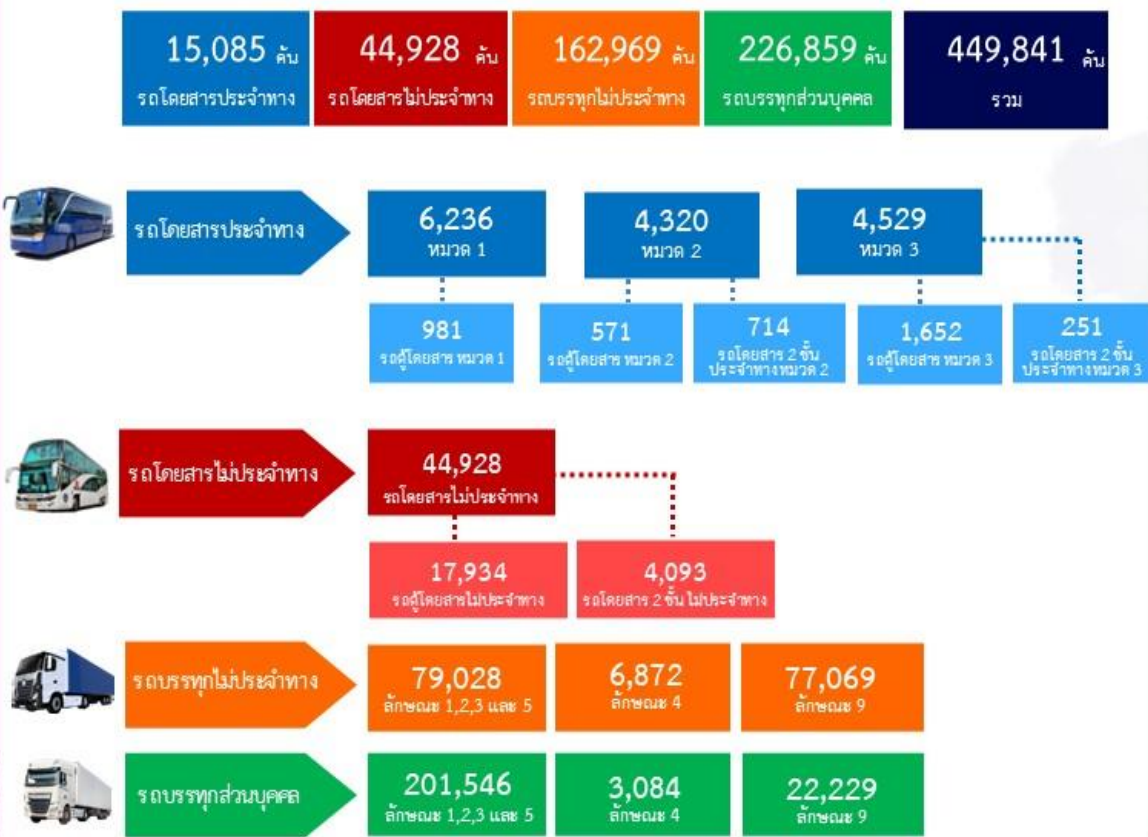 15,085 คัน
รถโดยสารประจำทาง
44,928 คัน
รถโดยสารไม่ประจำทาง
162,969 คัน
รถบรรทุกไม่ประจำทาง
226,859 คัน
รถบรรทุกส่วนบุคคล
449,841 คัน
รวม
รถโดยสารประจำทาง
6,236
หมวด 1
4,320
หมวด 2
4,529
หมวด 3
981
รถตู้โดยสาร หมวด 1
571
รถตู้โดยสาร หมวด 2
714
รถโดยสาร 2 ชั้น
ประจำทางหมวด 2
1,652
รถตู้โดยสาร หมวด 3
251
รถโดยสาร 2 ชั้น
ประจำทางหมวด 3
รถโดยสารไม่ประจำทาง
44,928
รถโดยสารไม่ประจำทาง
17,934
รถตู้โดยสารไม่ประจำทาง
4,093
รถโดยสาร 2 ชั้น ไม่ประจำทาง
รถบรรทุกไม่ประจำทาง
79,028
ลักษณะ 1,2,3 และ 5
6,872
ลักษณะ 4
77,069
ลักษณะ 9
รถบรรทุกส่วนบุคคล
201,546
ลักษณะ 1,2,3 และ 5
3,084
ลักษณะ 4
22,229
ลักษณะ 9